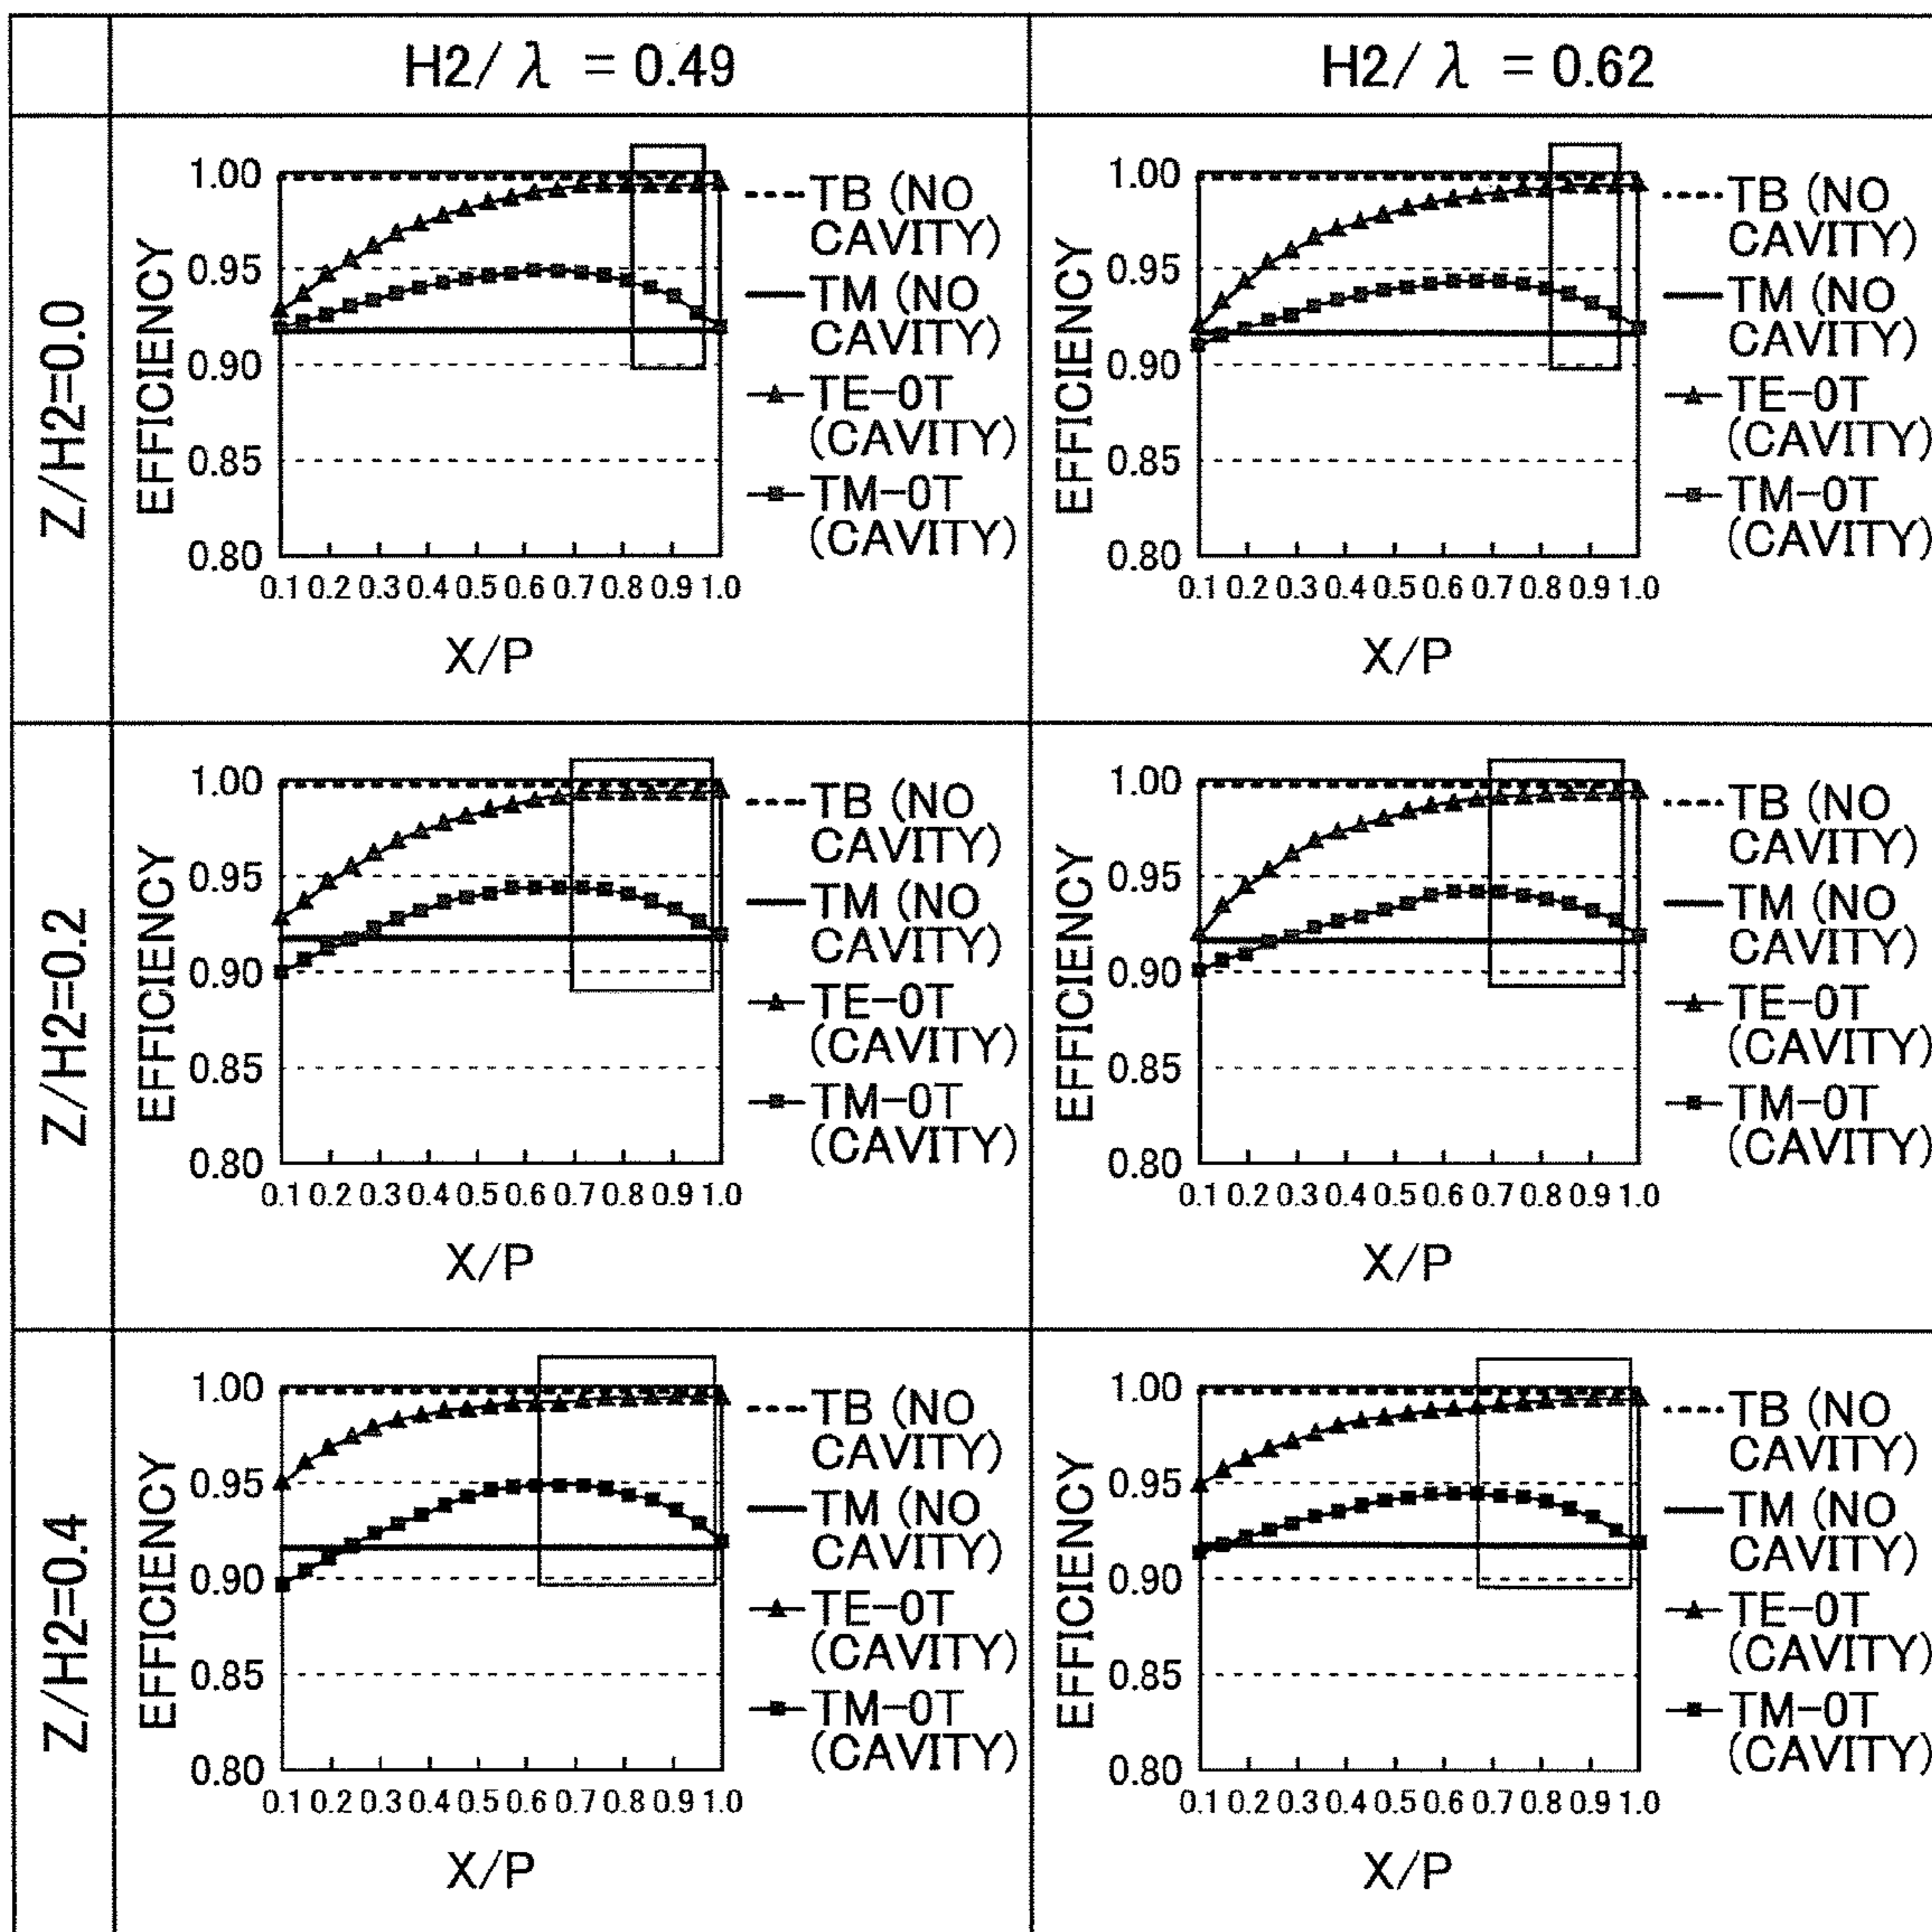 H2/λ = 0.49
H2/λ = 0.62
Z/H2=0.0
EFFICIENCY
1.00
0.95
0.90
0.85
0.80
0.1 0.2 0.3 0.4 0.5 0.6 0.7 0.8 0.9 1.0
X/P
TB (NO
CAVITY)
TM (NO
CAVITY)
TE-0T
(CAVITY)
TM-0T
(CAVITY)
EFFICIENCY
1.00
0.95
0.90
0.85
0.80
0.1 0.2 0.3 0.4 0.5 0.6 0.7 0.8 0.9 1.0
X/P
TB (NO
CAVITY)
TM (NO
CAVITY)
TE-0T
(CAVITY)
TM-0T
(CAVITY)
Z/H2=0.2
EFFICIENCY
1.00
0.95
0.90
0.85
0.80
0.1 0.2 0.3 0.4 0.5 0.6 0.7 0.8 0.9 1.0
X/P
TB (NO
CAVITY)
TM (NO
CAVITY)
TE-0T
(CAVITY)
TM-0T
(CAVITY)
EFFICIENCY
1.00
0.95
0.90
0.85
0.80
0.1 0.2 0.3 0.4 0.5 0.6 0.7 0.8 0.9 1.0
X/P
TB (NO
CAVITY)
TM (NO
CAVITY)
TE-0T
(CAVITY)
TM-0T
(CAVITY)
Z/H2=0.4
EFFICIENCY
1.00
0.95
0.90
0.85
0.80
0.1 0.2 0.3 0.4 0.5 0.6 0.7 0.8 0.9 1.0
X/P
TB (NO
CAVITY)
TM (NO
CAVITY)
TE-0T
(CAVITY)
TM-0T
(CAVITY)
EFFICIENCY
1.00
0.95
0.90
0.85
0.80
0.1 0.2 0.3 0.4 0.5 0.6 0.7 0.8 0.9 1.0
X/P
TB (NO
CAVITY)
TM (NO
CAVITY)
TE-0T
(CAVITY)
TM-0T
(CAVITY)